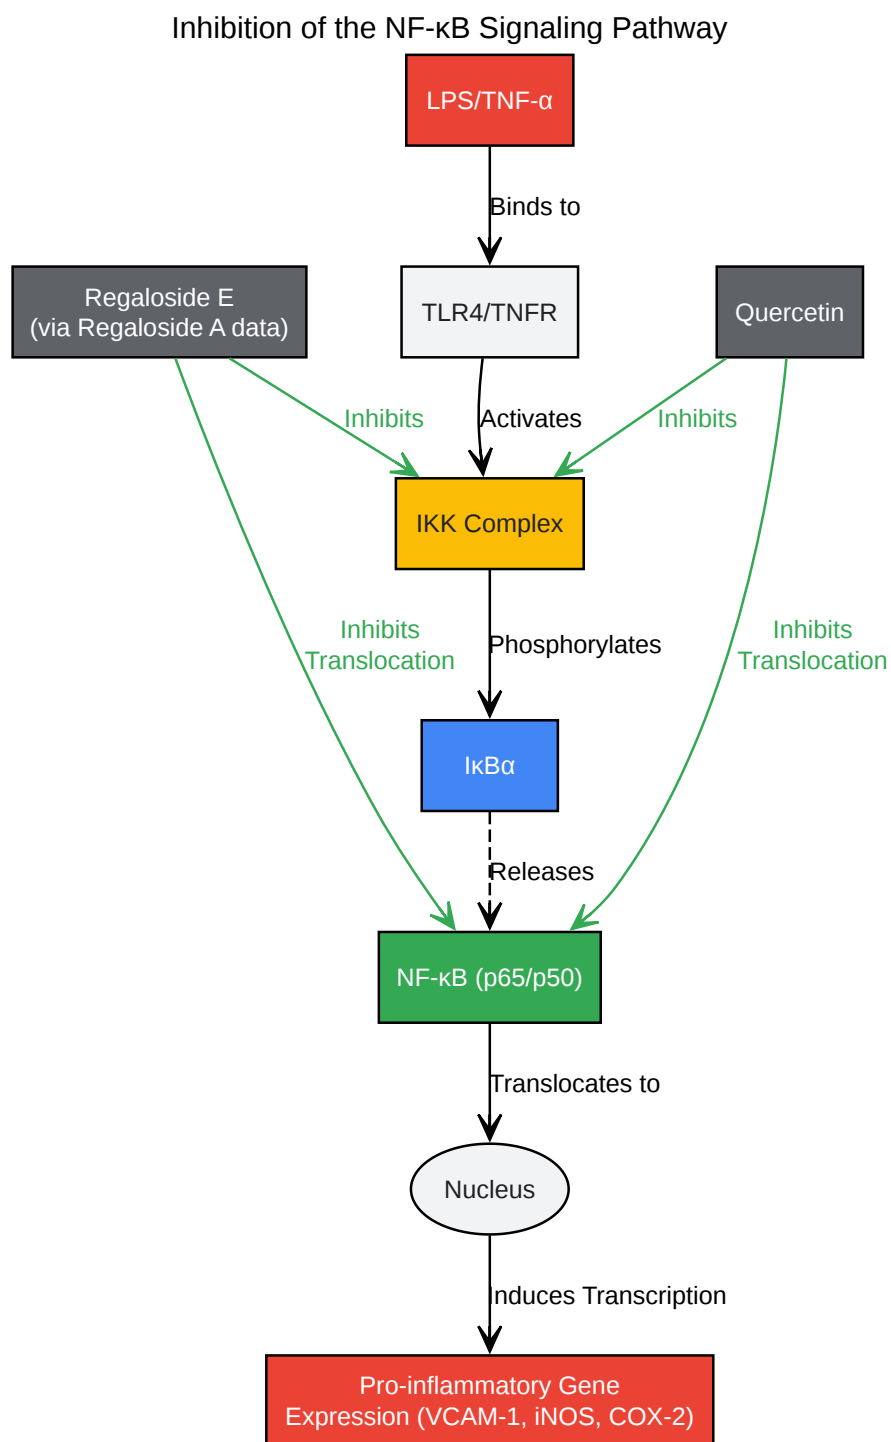 Inhibition of the NF-κB Signaling Pathway
LPS/TNF-α
Binds to
Regaloside E
(via Regaloside A data)
TLR4/TNFR
Quercetin
Inhibits
Activates
Inhibits
IKK Complex
Inhibits
Translocation
Phosphorylates
Inhibits
Translocation
IκBα
Releases
NF-κB (p65/p50)
Translocates to
Nucleus
Induces Transcription
Pro-inflammatory Gene
Expression (VCAM-1, iNOS, COX-2)